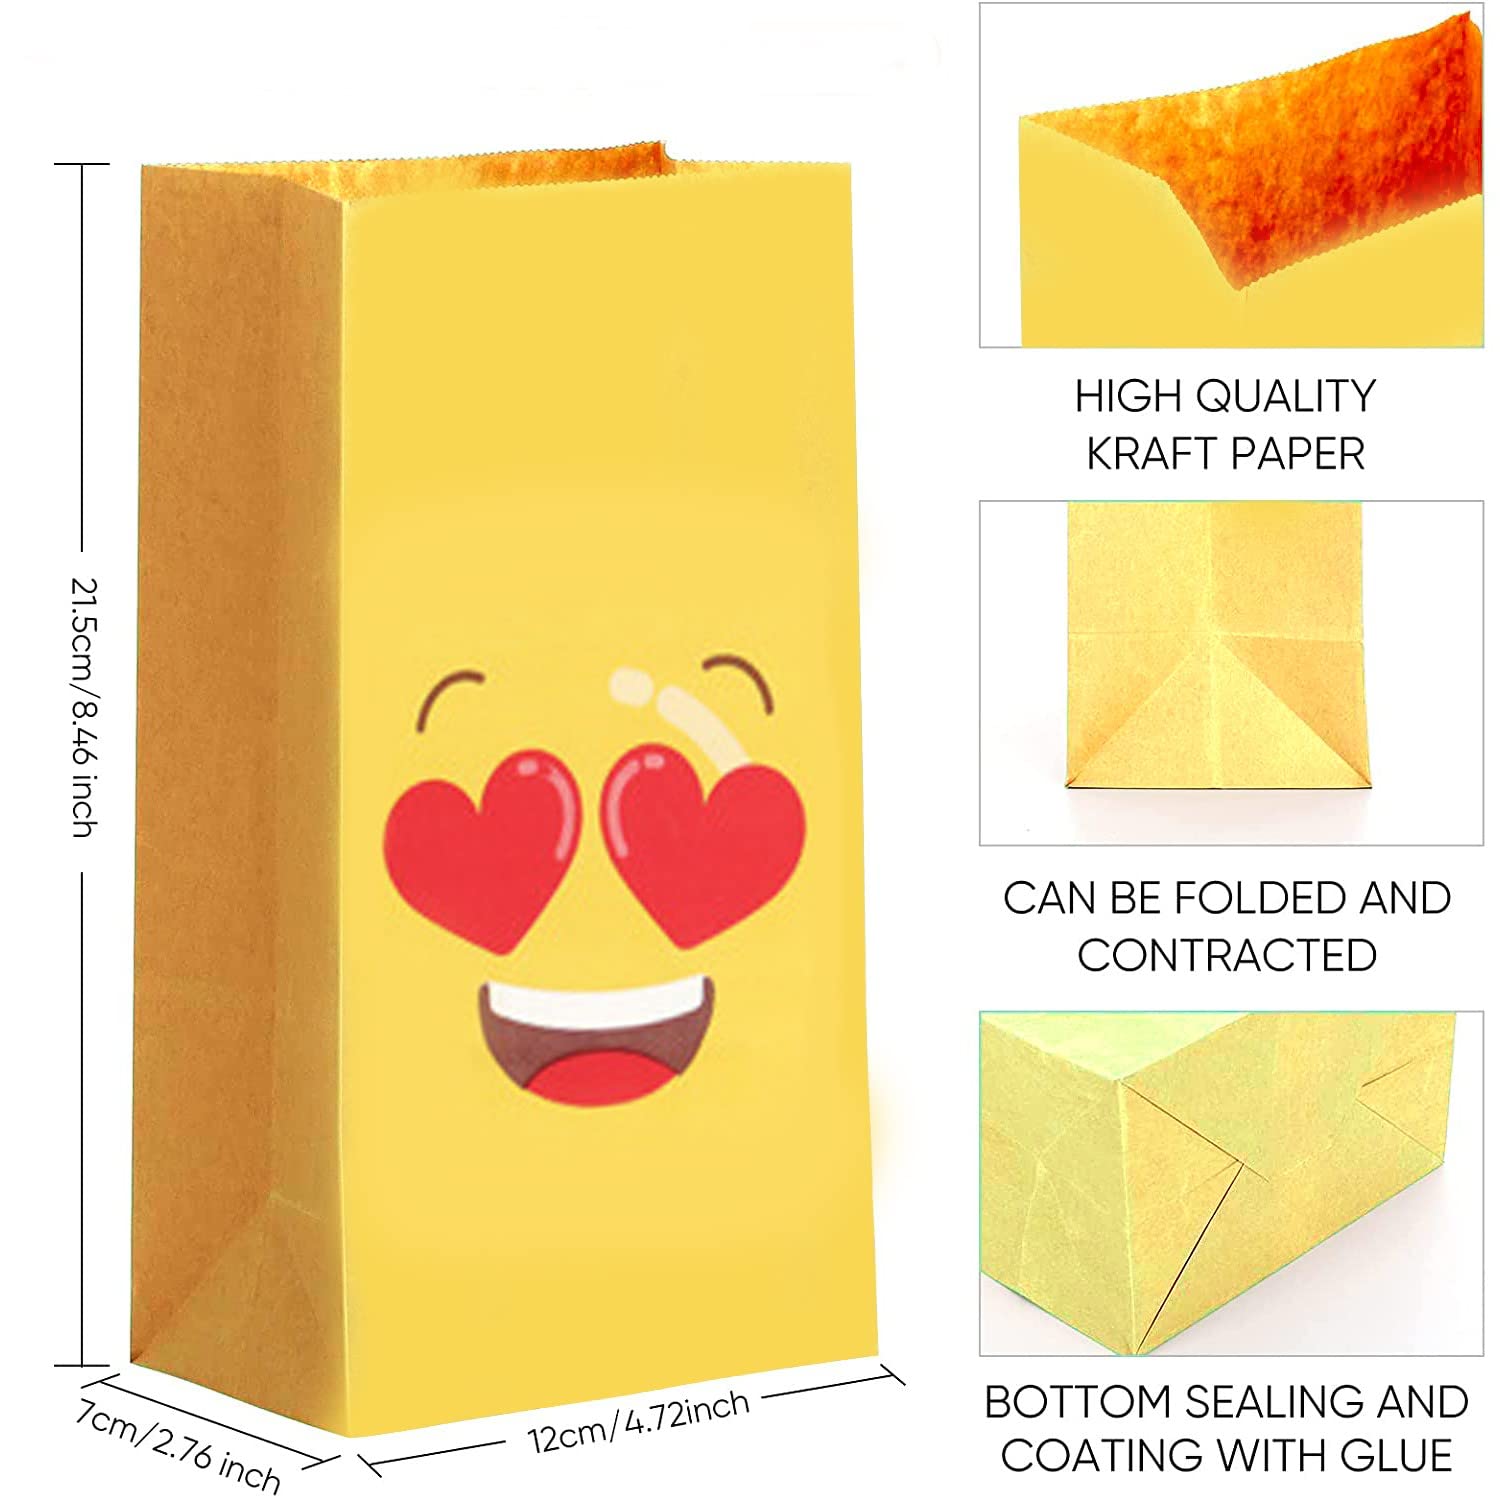 21.5cm/8.46 inch
7cm/2.76 inch
12cm/4.72inch
HIGH QUALITY
KRAFT PAPER
CAN BE FOLDED AND
CONTRACTED
BOTTOM SEALING AND
COATING WITH GLUE